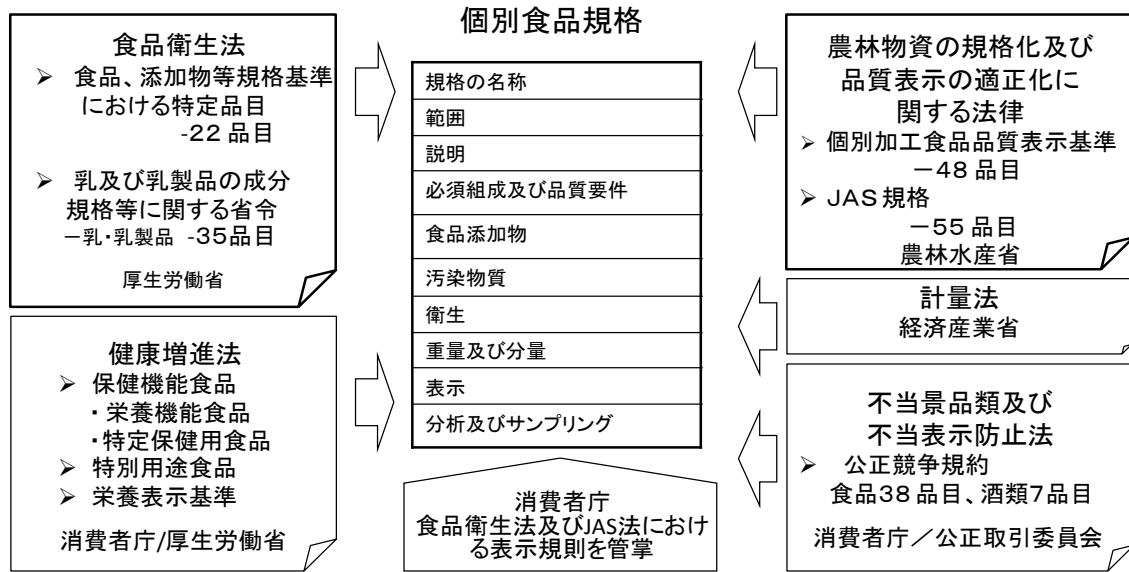 個別食品規格
食品衛生法
➢ 食品、添加物等規格基準
における特定品目
-22 品目
➢ 乳及び乳製品の成分
規格等に関する省令
－乳・乳製品 -35品目
厚生労働省
健康増進法
➢ 保健機能食品
・栄養機能食品
・特定保健用食品
➢ 特別用途食品
➢ 栄養表示基準
消費者庁/厚生労働省
規格の名称
範囲
説明
必須組成及び品質要件
食品添加物
汚染物質
衛生
重量及び分量
表示
分析及びサンプリング
消費者庁
食品衛生法及びJAS法におけ
る表示規則を管掌
農林物資の規格化及び
品質表示の適正化に
関する法律
➢ 個別加工食品品質表示基準
－48 品目
➢ JAS規格
－55 品目
農林水産省
計量法
経済産業省
不当景品類及び
不当表示防止法
➢ 公正競争規約
食品38 品目、酒類7品目
消費者庁／公正取引委員会